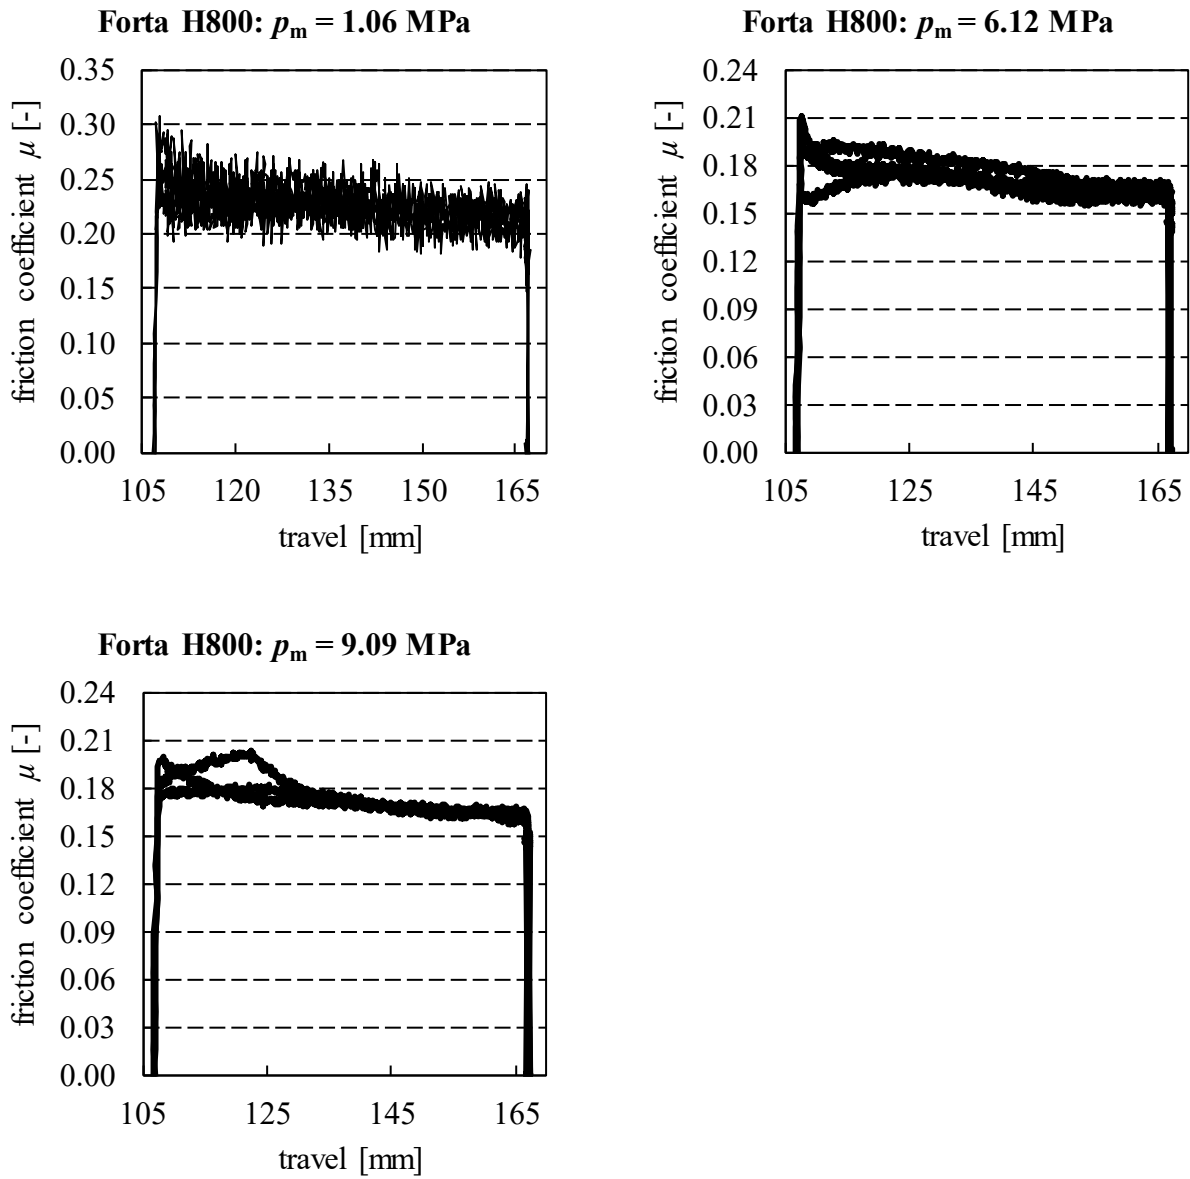 Forta H800: pm = 1.06 MPa
friction coefficient μ [-]
0.35
0.30
0.25
0.20
0.15
0.10
0.05
0.00
105 120 135 150 165
travel [mm]
Forta H800: pm = 6.12 MPa
friction coefficient μ [-]
0.24
0.21
0.18
0.15
0.12
0.09
0.06
0.03
0.00
105 125 145 165
travel [mm]
Forta H800: pm = 9.09 MPa
friction coefficient μ [-]
0.24
0.21
0.18
0.15
0.12
0.09
0.06
0.03
0.00
105 125 145 165
travel [mm]